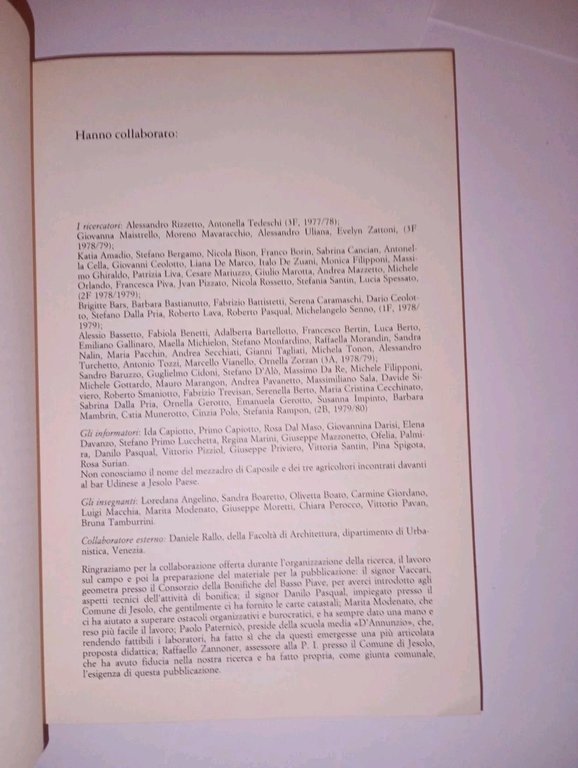 Hanno collaborato:
I ricercatori: Alessandro Rizzetto, Antonella Tedeschi (3F, 1977/78);
Giovanna Maistrello, Moreno Mavaracchio, Alessandro Uliana, Evelyn Zattoni, (3F
1978/79);
Katia Amadio, Stefano Bergamo, Nicola Bison, Franco Borin, Sabrina Cancian, Antonel-
la Cella, Giovanni Ceolotto, Liana De Marco, Italo De Zuani, Monica Filipponi, Massi-
mo Ghiraldo, Patrizia Liva, Cesare Mariuzzo, Giulio Marotta, Andrea Mazzetto, Michele
Orlando, Francesca Piva, Jvan Pizzato, Nicola Rossetto, Stefania Santin, Lucia Spessato,
(2F 1978/1979);
Brigitte Bars, Barbara Bastianutto, Fabrizio Battistetti, Serena Caramaschi, Dario Ceolot-
to, Stefano Dalla Pria, Roberto Lava, Roberto Pasqual, Michelangelo Senno, (1F, 1978/
1979);
Alessio Bassetto, Fabiola Benetti, Adalberta Bartellotto, Francesco Bertin, Luca Berto,
Emiliano Gallinaro, Maella Michielon, Stefano Monfardino, Raffaella Morandin, Sandra
Nalin, Maria Pacchin, Andrea Secchiati, Gianni Tagliati, Michela Tonon, Alessandro
Turchetto, Antonio Tozzi, Marcello Vianello, Ornella Zorzan (3A, 1978/79);
Sandro Baruzzo, Guglielmo Cidoni, Stefano D'Alò, Massimo Da Re, Michele Filipponi,
Michele Gottardo, Mauro Marangon, Andrea Pavanetto, Massimiliano Sala, Davide Si-
viero, Roberto Smaniotto, Fabrizio Trevisan, Serenella Berto, Maria Cristina Cecchinato,
Sabrina Dalla Pria, Ornella Gerotto, Emanuela Gerotto, Susanna Impinto, Barbara
Mambrin, Catia Munerotto, Cinzia Polo, Stefania Rampon, (2B, 1979/80)
Gli informatori: Ida Capiotto, Primo Capiotto, Rosa Dal Maso, Giovannina Darisi, Elena
Davanzo, Stefano Primo Lucchetta, Regina Marini, Giuseppe Mazzonetto, Ofelia, Palmi-
ra, Danilo Pasqual, Vittorio Pizziol, Giuseppe Priviero, Vittoria Santin, Pina Spigota,
Rosa Surian.
Non conosciamo il nome del mezzadro di Caposile e dei tre agricoltori incontrati davanti
al bar Udinese a Jesolo Paese.
Gli insegnanti: Loredana Angelino, Sandra Boaretto, Olivetta Boato, Carmine Giordano,
Luigi Macchia, Marita Modenato, Giuseppe Moretti, Chiara Perocco, Vittorio Pavan,
Bruna Tamburrini.
Collaboratore esterno: Daniele Rallo, della Facoltà di Architettura, dipartimento di Urba-
nistica, Venezia.
Ringraziamo per la collaborazione offerta durante l'organizzazione della ricerca, il lavoro
sul campo e poi la preparazione del materiale per la pubblicazione: il signor Vaccari,
geometra presso il Consorzio della Bonifiche del Basso Piave, per averci introdotto agli
aspetti tecnici dell'attività di bonifica; il signor Danilo Pasqual, impiegato presso il
Comune di Jesolo, che gentilmente ci ha fornito le carte catastali; Marita Modenato, che
ci ha aiutato a superare ostacoli organizzativi e burocratici, e ha sempre dato una mano e
reso più facile il lavoro; Paolo Paternicò, preside della scuola media «D'Annunzio», che,
rendendo fattibili i laboratori, ha fatto sì che da questi emergesse una più articolata
proposta didattica; Raffaello Zannoner, assessore alla P. I. presso il Comune di Jesolo,
che ha avuto fiducia nella nostra ricerca e ha fatto propria, come giunta comunale,
l'esigenza di questa pubblicazione.